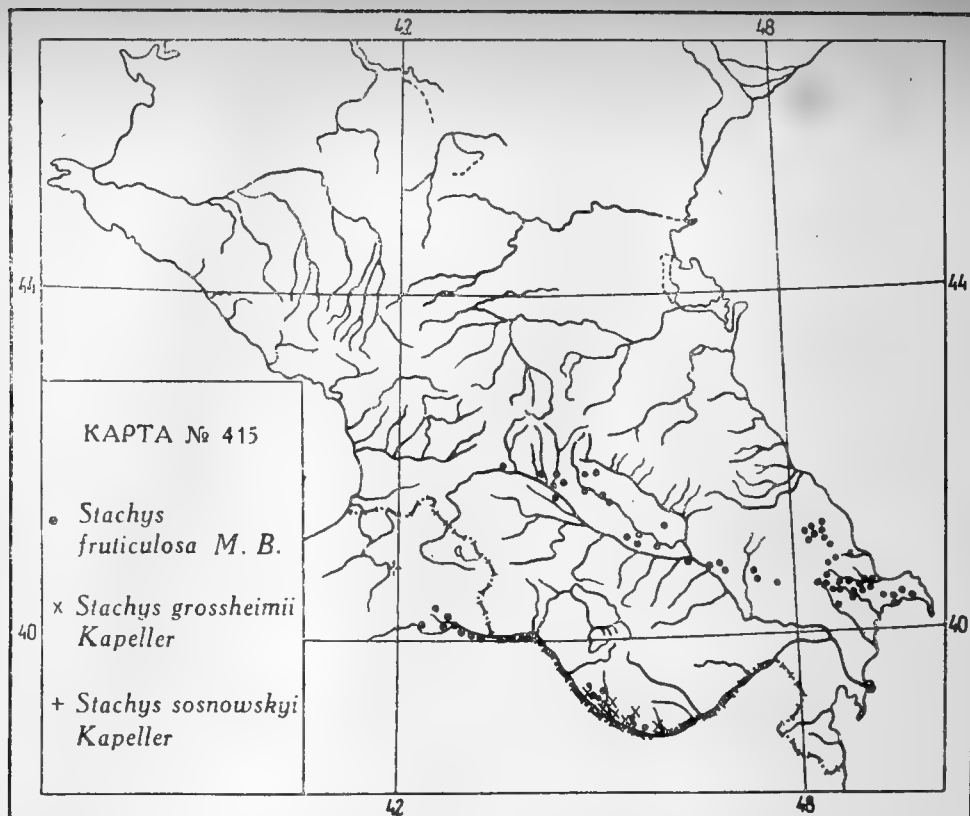 42 48
44 44
КАРТА № 415
• Stachys
fruticulosa M. B.
× Stachys grossheimii
Kapeller
40 40
+ Stachys sosnowskyi
Kapeller
42 48